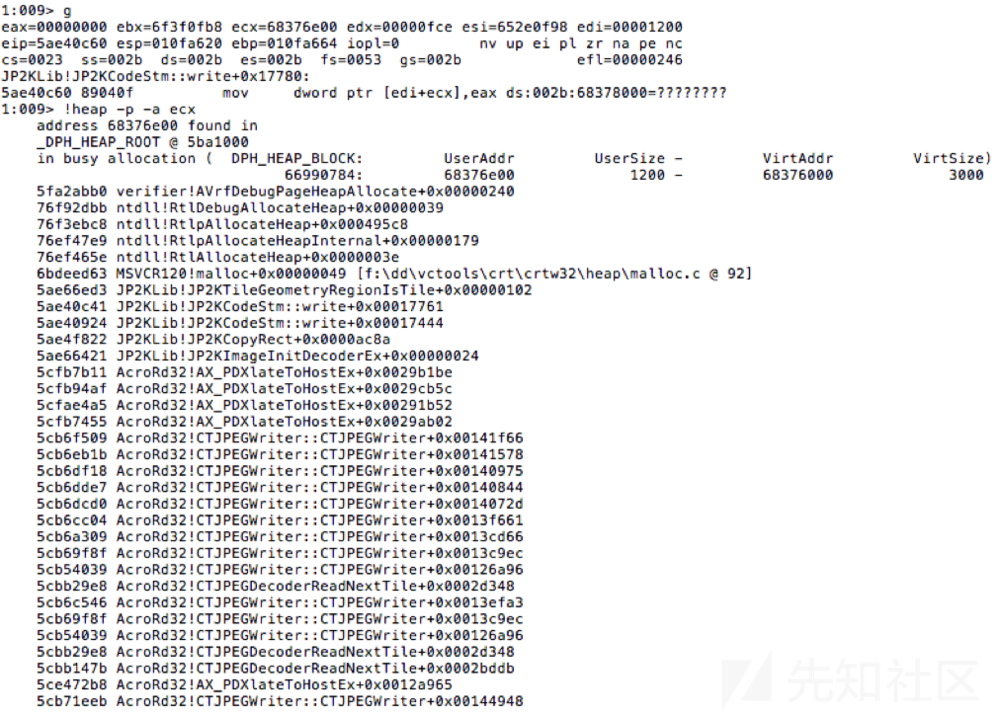 1:009> g
eax=00000000 ebx=6f3f0fb8 ecx=68376e00 edx=00000fce esi=652e0f98 edi=00001200
eip=5ae40c60 esp=010fa620 ebp=010fa664 iopl=0         nv up ei pl zr na pe nc
cs=0023  ss=002b  ds=002b  es=002b  fs=0053  gs=002b             efl=00000246
JP2KLib!JP2KCodeStm::write+0x17780:
5ae40c60 89040f          mov     dword ptr [edi+ecx],eax ds:002b:68378000=????????
1:009> !heap -p -a ecx
    address 68376e00 found in
    _DPH_HEAP_ROOT @ 5ba1000
    in busy allocation (  DPH_HEAP_BLOCK:         UserAddr         UserSize -         VirtAddr         VirtSize)
                                66990784:         68376e00             1200 -         68376000             3000
    5fa2abb0 verifier!AVrfDebugPageHeapAllocate+0x00000240
    76f92dbb ntdll!RtlDebugAllocateHeap+0x00000039
    76f3ebc8 ntdll!RtlpAllocateHeap+0x000495c8
    76ef47e9 ntdll!RtlpAllocateHeapInternal+0x00000179
    76ef465e ntdll!RtlAllocateHeap+0x0000003e
    6bdeed63 MSVCR120!malloc+0x00000049 [f:\dd\vctools\crt\crtw32\heap\malloc.c @ 92]
    5ae66ed3 JP2KLib!JP2KTileGeometryRegionIsTile+0x00000102
    5ae40c41 JP2KLib!JP2KCodeStm::write+0x00017761
    5ae40924 JP2KLib!JP2KCodeStm::write+0x00017444
    5ae4f822 JP2KLib!JP2KCopyRect+0x0000ac8a
    5ae66421 JP2KLib!JP2KImageInitDecoderEx+0x00000024
    5cfb7b11 AcroRd32!AX_PDXlateToHostEx+0x0029b1be
    5cfb94af AcroRd32!AX_PDXlateToHostEx+0x0029cb5c
    5cfae4a5 AcroRd32!AX_PDXlateToHostEx+0x00291b52
    5cfb7455 AcroRd32!AX_PDXlateToHostEx+0x0029ab02
    5cb6f509 AcroRd32!CTJPEGWriter::CTJPEGWriter+0x00141f66
    5cb6eb1b AcroRd32!CTJPEGWriter::CTJPEGWriter+0x00141578
    5cb6df18 AcroRd32!CTJPEGWriter::CTJPEGWriter+0x00140975
    5cb6dde7 AcroRd32!CTJPEGWriter::CTJPEGWriter+0x00140844
    5cb6dcd0 AcroRd32!CTJPEGWriter::CTJPEGWriter+0x0014072d
    5cb6cc04 AcroRd32!CTJPEGWriter::CTJPEGWriter+0x0013f661
    5cb6a309 AcroRd32!CTJPEGWriter::CTJPEGWriter+0x0013cd66
    5cb69f8f AcroRd32!CTJPEGWriter::CTJPEGWriter+0x0013c9ec
    5cb54039 AcroRd32!CTJPEGWriter::CTJPEGWriter+0x00126a96
    5cbb29e8 AcroRd32!CTJPEGDecoderReadNextTile+0x0002d348
    5cb6c546 AcroRd32!CTJPEGWriter::CTJPEGWriter+0x0013efa3
    5cb69f8f AcroRd32!CTJPEGWriter::CTJPEGWriter+0x0013c9ec
    5cb54039 AcroRd32!CTJPEGWriter::CTJPEGWriter+0x00126a96
    5cbb29e8 AcroRd32!CTJPEGDecoderReadNextTile+0x0002d348
    5cbb147b AcroRd32!CTJPEGDecoderReadNextTile+0x0002bddb
    5ce472b8 AcroRd32!AX_PDXlateToHostEx+0x0012a965
    5cb71eeb AcroRd32!CTJPEGWriter::CTJPEGWriter+0x00144948
先知社区